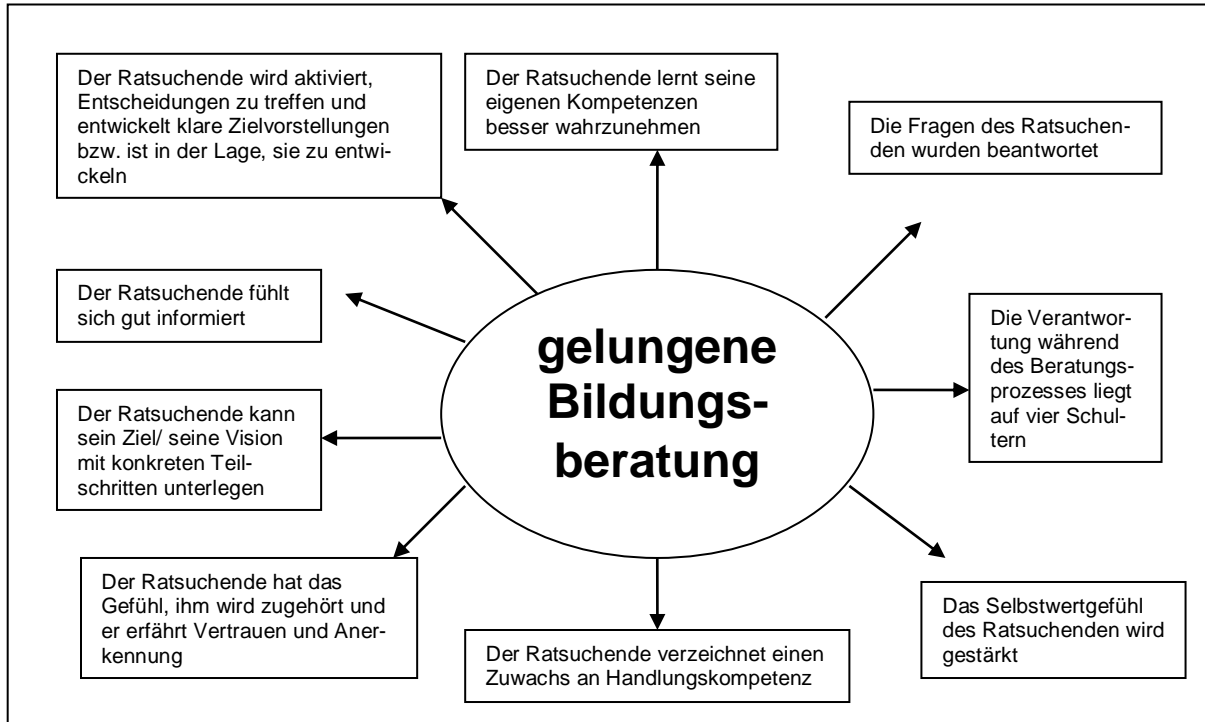 Der Ratsuchende wird aktiviert,
Entscheidungen zu treffen und
entwickelt klare Zielvorstellungen
bzw. ist in der Lage, sie zu entwi-
ckeln
Der Ratsuchende lernt seine
eigenen Kompetenzen
besser wahrzunehmen
Die Fragen des Ratsuchen-
den wurden beantwortet
Der Ratsuchende fühlt
sich gut informiert
gelungene
Bildungs-
beratung
Die Verantwor-
tung während
des Beratungs-
prozesses liegt
auf vier Schul-
tern
Der Ratsuchende kann
sein Ziel/ seine Vision
mit konkreten Teil-
schritten unterlegen
Der Ratsuchende hat das
Gefühl, ihm wird zugehört und
er erfährt Vertrauen und Aner-
kennung
Der Ratsuchende verzeichnet einen
Zuwachs an Handlungskompetenz
Das Selbstwertgefühl
des Ratsuchenden wird
gestärkt